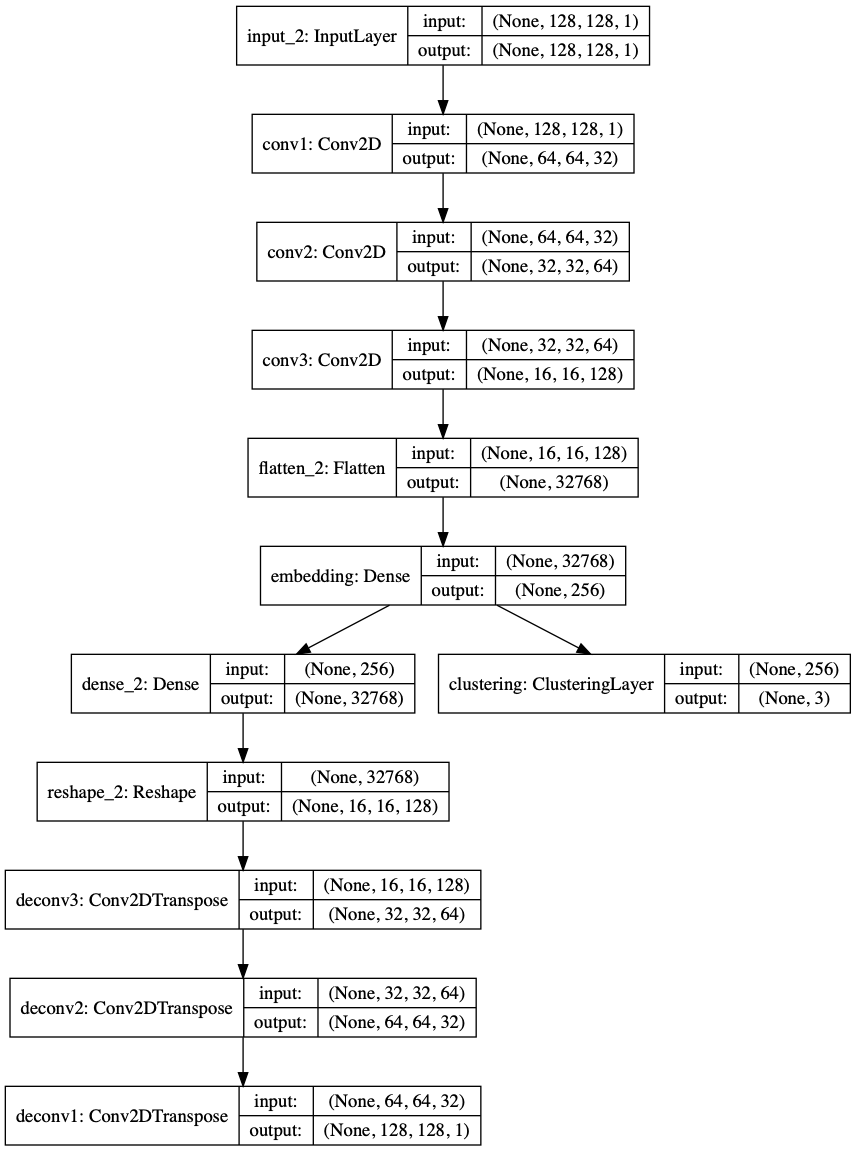 input_2: InputLayer
input: (None, 128, 128, 1)
output: (None, 128, 128, 1)
conv1: Conv2D
input: (None, 128, 128, 1)
output: (None, 64, 64, 32)
conv2: Conv2D
input: (None, 64, 64, 32)
output: (None, 32, 32, 64)
conv3: Conv2D
input: (None, 32, 32, 64)
output: (None, 16, 16, 128)
flatten_2: Flatten
input: (None, 16, 16, 128)
output: (None, 32768)
embedding: Dense
input: (None, 32768)
output: (None, 256)
dense_2: Dense
input: (None, 256)
output: (None, 32768)
clustering: ClusteringLayer
input: (None, 256)
output: (None, 3)
reshape_2: Reshape
input: (None, 32768)
output: (None, 16, 16, 128)
deconv3: Conv2DTranspose
input: (None, 16, 16, 128)
output: (None, 32, 32, 64)
deconv2: Conv2DTranspose
input: (None, 32, 32, 64)
output: (None, 64, 64, 32)
deconv1: Conv2DTranspose
input: (None, 64, 64, 32)
output: (None, 128, 128, 1)